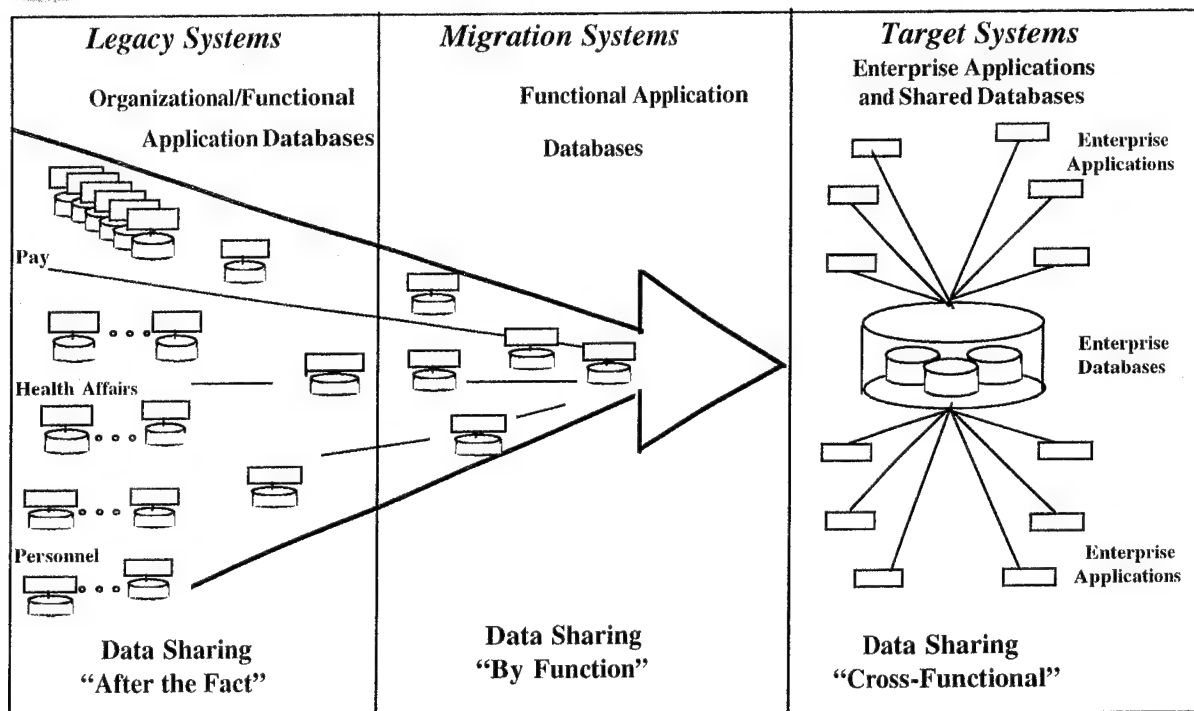 Legacy Systems
Organizational/Functional
Application Databases
Pay
Health Affairs
Personnel
Data Sharing
“After the Fact”
Migration Systems
Functional Application
Databases
Data Sharing
“By Function”
Target Systems
Enterprise Applications
and Shared Databases
Enterprise
Applications
Enterprise
Databases
Enterprise
Applications
Data Sharing
“Cross-Functional”